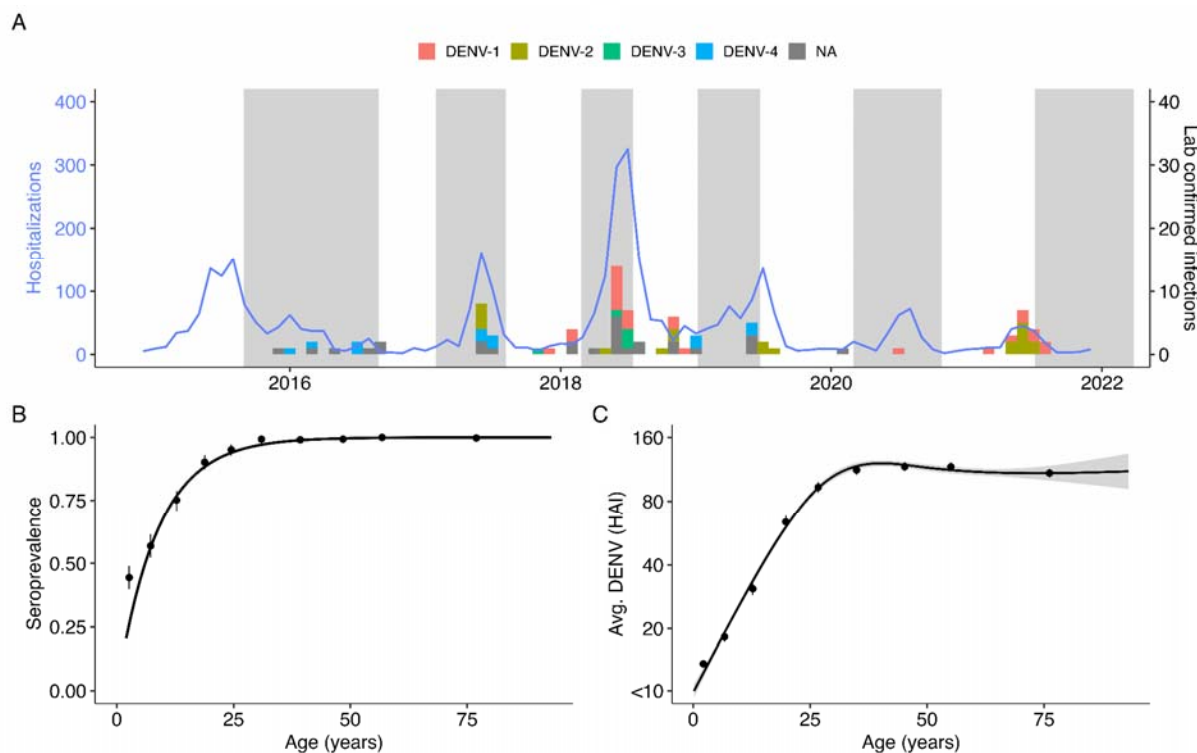 A
DENV-1 DENV-2 DENV-3 DENV-4 NA
Hospitalizations
400
300
200
100
0
40
30
20
10
0
Lab confirmed infections
2016 2018 2020 2022
B
Seroprevalence
1.00
0.75
0.50
0.25
0.00
0 25 50 75
Age (years)
C
Avg. DENV (HAI)
160
80
40
20
<10
0 25 50 75
Age (years)